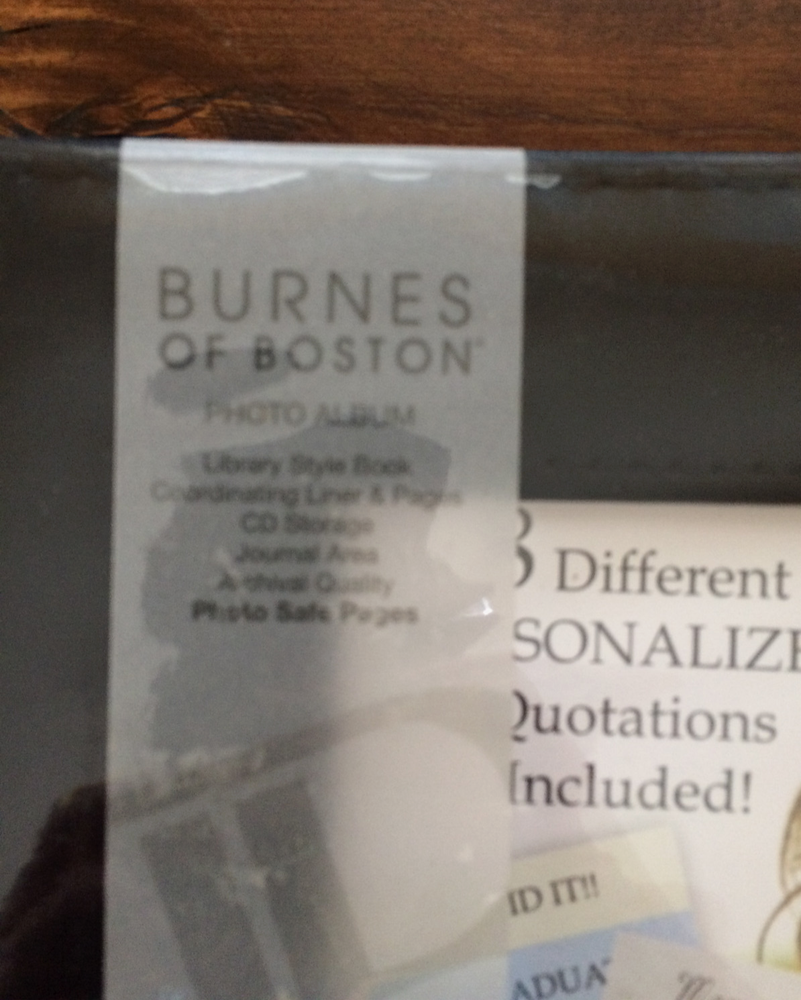 BURNES
OF BOSTON
PHOTO ALBUM
Library Style Book
Coordinating Liner & Pages
CD Storage
Journal Area
Archival Quality
Photo Safe Pages
Different
SONALIZE
Quotations
Included!
ID IT!!
ADUA